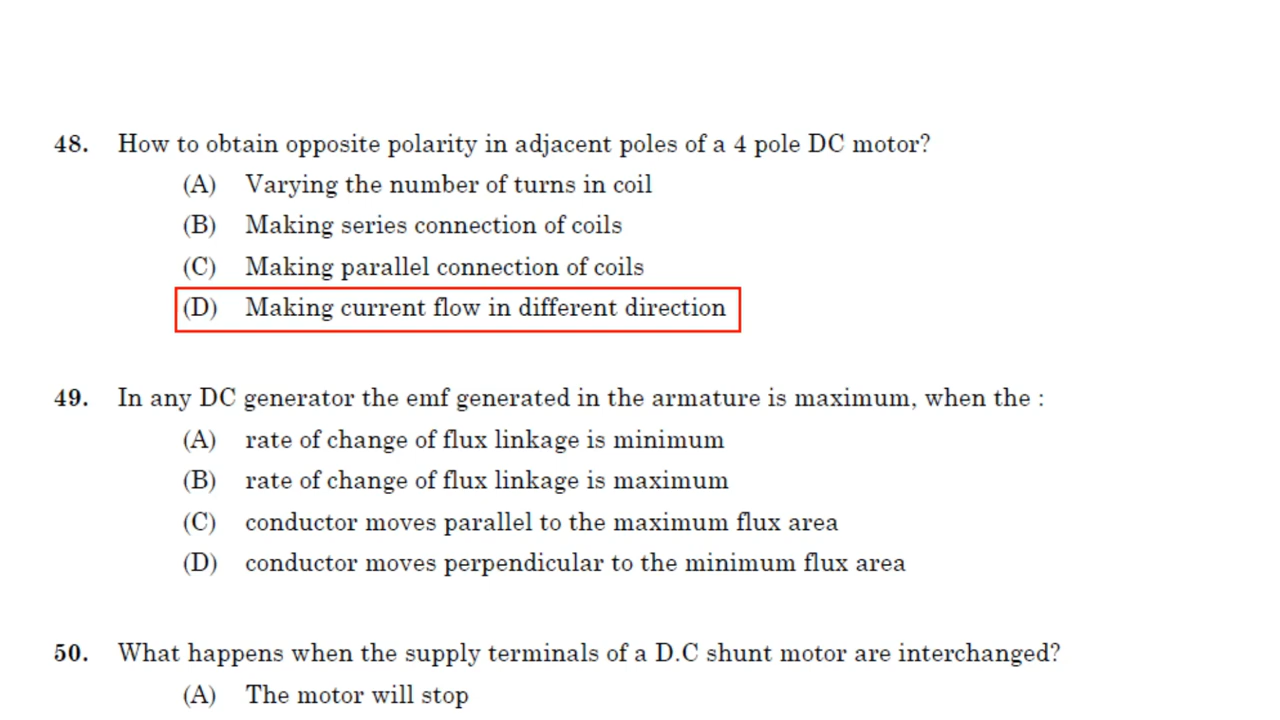 48. How to obtain opposite polarity in adjacent poles of a 4 pole DC motor?
(A) Varying the number of turns in coil
(B) Making series connection of coils
(C) Making parallel connection of coils
(D) Making current flow in different direction
49. In any DC generator the emf generated in the armature is maximum, when the :
(A) rate of change of flux linkage is minimum
(B) rate of change of flux linkage is maximum
(C) conductor moves parallel to the maximum flux area
(D) conductor moves perpendicular to the minimum flux area
50. What happens when the supply terminals of a D.C shunt motor are interchanged?
(A) The motor will stop